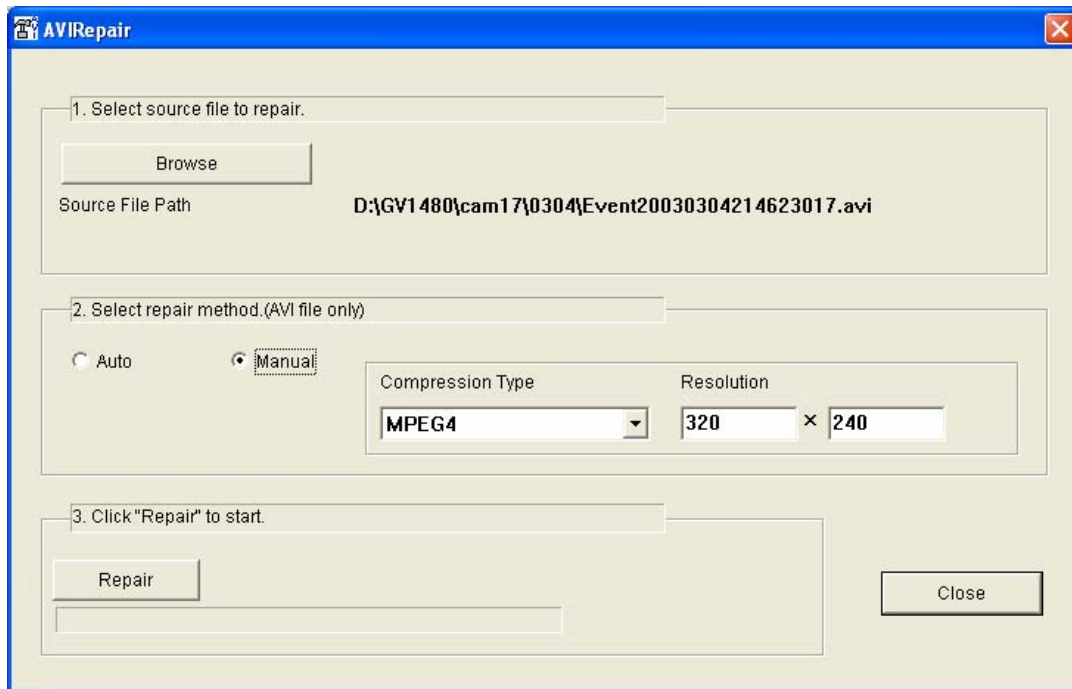 AVIRepair
1. Select source file to repair.
Browse
Source File Path D:\GV1480\cam17\0304\Event20030304214623017.avi
2. Select repair method.(AVI file only)
Auto Manual
Compression Type Resolution
MPEG4 320 × 240
3. Click "Repair" to start.
Repair
Close